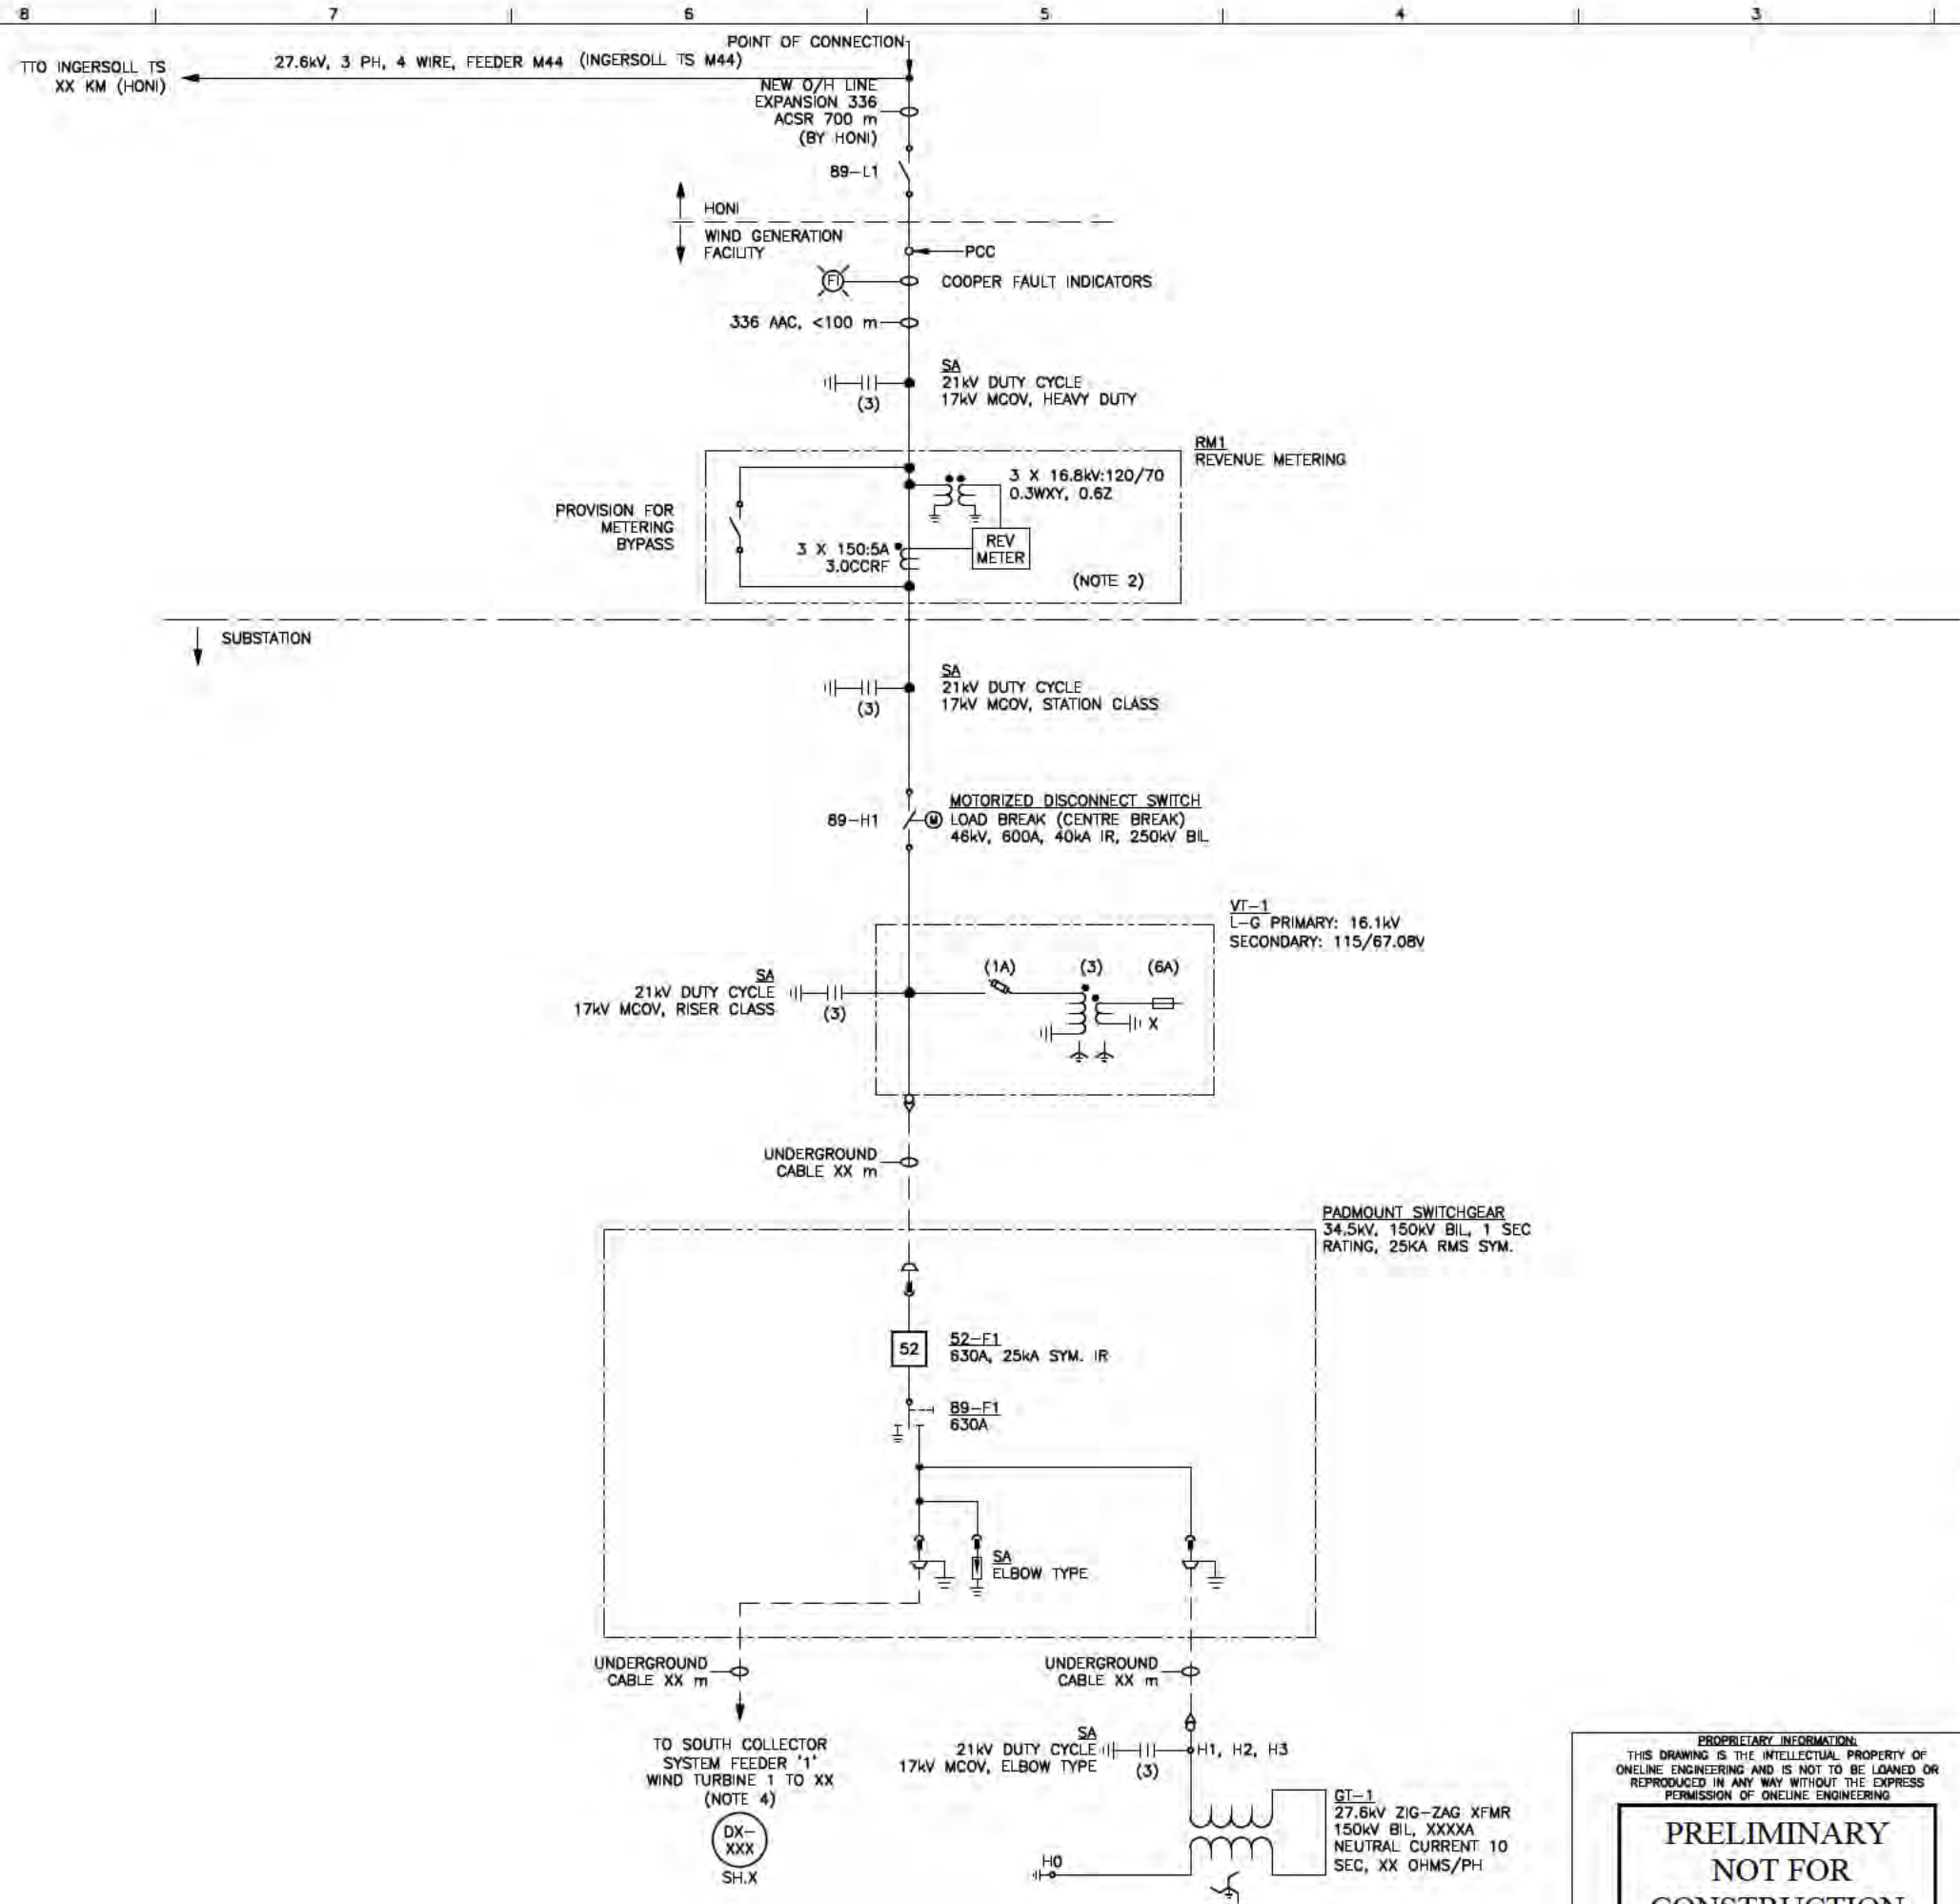 8 7 6 5 4 3
POINT OF CONNECTION
TTO INGERSOLL TS
XX KM (HONI)
27.6kV, 3 PH, 4 WIRE, FEEDER M44 (INGERSOLL TS M44)
NEW O/H LINE
EXPANSION 336
ACSR 700 m
(BY HONI)
89-L1
HONI
WIND GENERATION
FACILITY
PCC
FI
COOPER FAULT INDICATORS
336 AAC, <100 m
SA
21kV DUTY CYCLE
17kV MCOV, HEAVY DUTY
(3)
RM1
REVENUE METERING
3 X 16.8kV:120/70
0.3WXY, 0.6Z
PROVISION FOR
METERING
BYPASS
3 X 150:5A
3.0CCRF
REV
METER
(NOTE 2)
SUBSTATION
SA
21kV DUTY CYCLE
17kV MCOV, STATION CLASS
(3)
89-H1
M
MOTORIZED DISCONNECT SWITCH
LOAD BREAK (CENTRE BREAK)
46kV, 600A, 40kA IR, 250kV BIL
VT-1
L-G PRIMARY: 16.1kV
SECONDARY: 115/67.08V
(1A) (3) (6A)
SA
21kV DUTY CYCLE
17kV MCOV, RISER CLASS
(3)
X
UNDERGROUND
CABLE XX m
PADMOUNT SWITCHGEAR
34.5kV, 150kV BIL, 1 SEC
RATING, 25KA RMS SYM.
52
52-F1
630A, 25kA SYM. IR
89-F1
630A
SA
ELBOW TYPE
UNDERGROUND
CABLE XX m
UNDERGROUND
CABLE XX m
TO SOUTH COLLECTOR
SYSTEM FEEDER '1'
WIND TURBINE 1 TO XX
(NOTE 4)
DX-
XXX
SH.X
SA
21kV DUTY CYCLE
17kV MCOV, ELBOW TYPE
(3)
H1, H2, H3
GT-1
27.6kV ZIG-ZAG XFMR
150kV BIL, XXXXA
NEUTRAL CURRENT 10
SEC, XX OHMS/PH
H0
PROPRIETARY INFORMATION:
THIS DRAWING IS THE INTELLECTUAL PROPERTY OF
ONELINE ENGINEERING AND IS NOT TO BE LOANED OR
REPRODUCED IN ANY WAY WITHOUT THE EXPRESS
PERMISSION OF ONELINE ENGINEERING
PRELIMINARY
NOT FOR
CONSTRUCTION